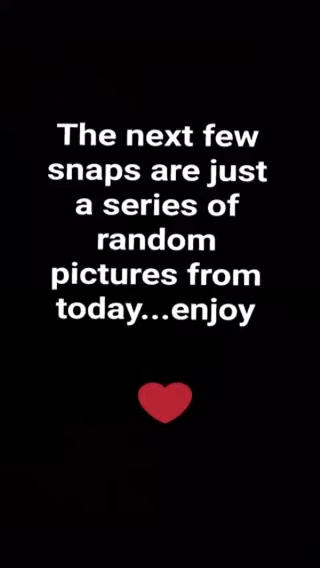 The next few
snaps are just
a series of
random
pictures from
today...enjoy